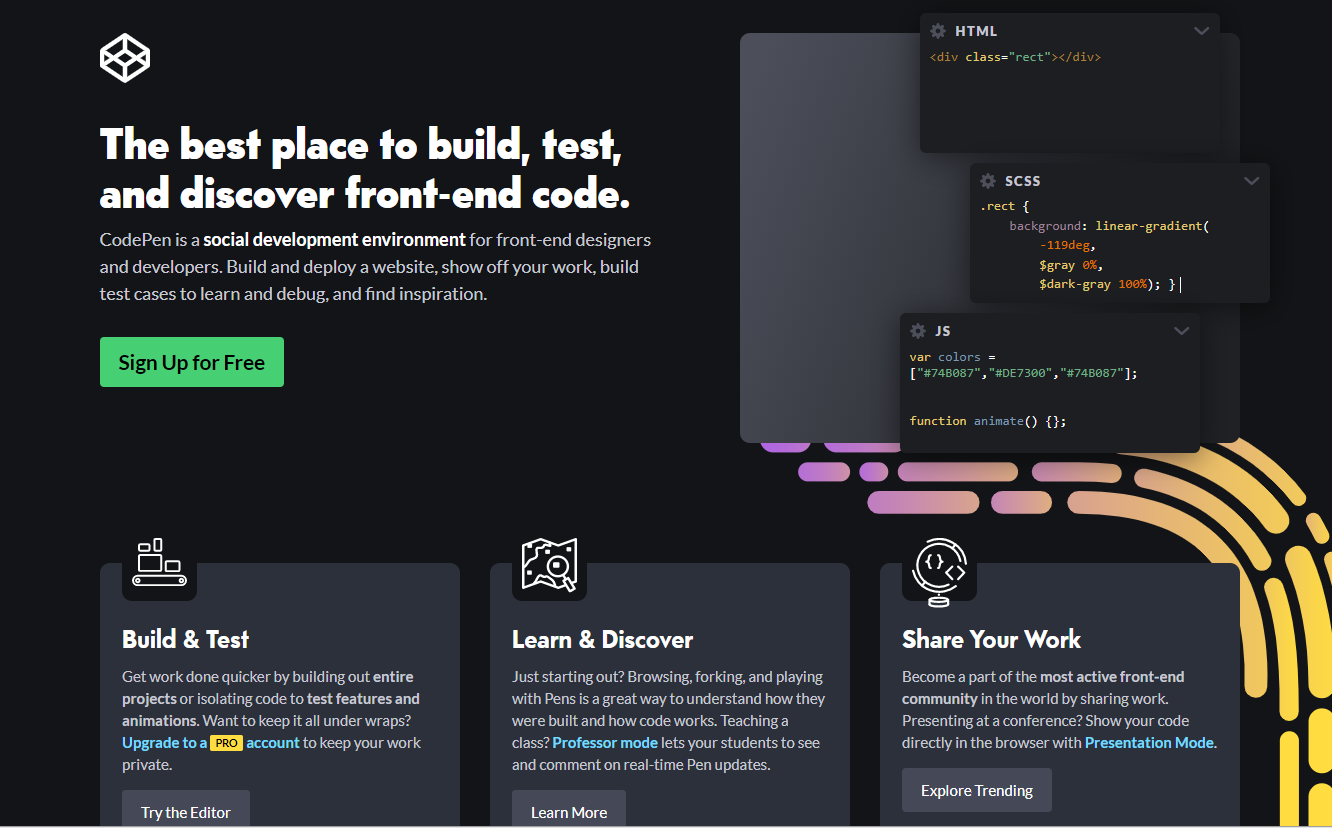 The best place to build, test,
and discover front-end code.
CodePen is a social development environment for front-end designers
and developers. Build and deploy a website, show off your work, build
test cases to learn and debug, and find inspiration.
Sign Up for Free
HTML
<div class="rect"></div>
SCSS
.rect {
background: linear-gradient(
-119deg,
$gray 0%,
$dark-gray 100%); }
JS
var colors =
["#74B087","#DE7300","#74B087"];
function animate() {};
Build & Test
Get work done quicker by building out entire
projects or isolating code to test features and
animations. Want to keep it all under wraps?
Upgrade to a PRO account to keep your work
private.
Try the Editor
Learn & Discover
Just starting out? Browsing, forking, and playing
with Pens is a great way to understand how they
were built and how code works. Teaching a
class? Professor mode lets your students to see
and comment on real-time Pen updates.
Learn More
Share Your Work
Become a part of the most active front-end
community in the world by sharing work.
Presenting at a conference? Show your code
directly in the browser with Presentation Mode.
Explore Trending